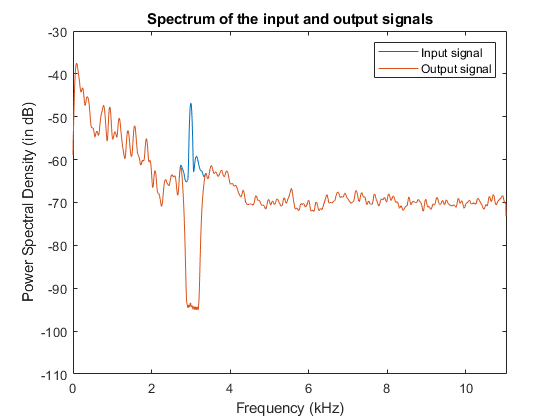 Spectrum of the input and output signals
Input signal
Output signal
Power Spectral Density (in dB)
-30
-40
-50
-60
-70
-80
-90
-100
-110
0 2 4 6 8 10
Frequency (kHz)